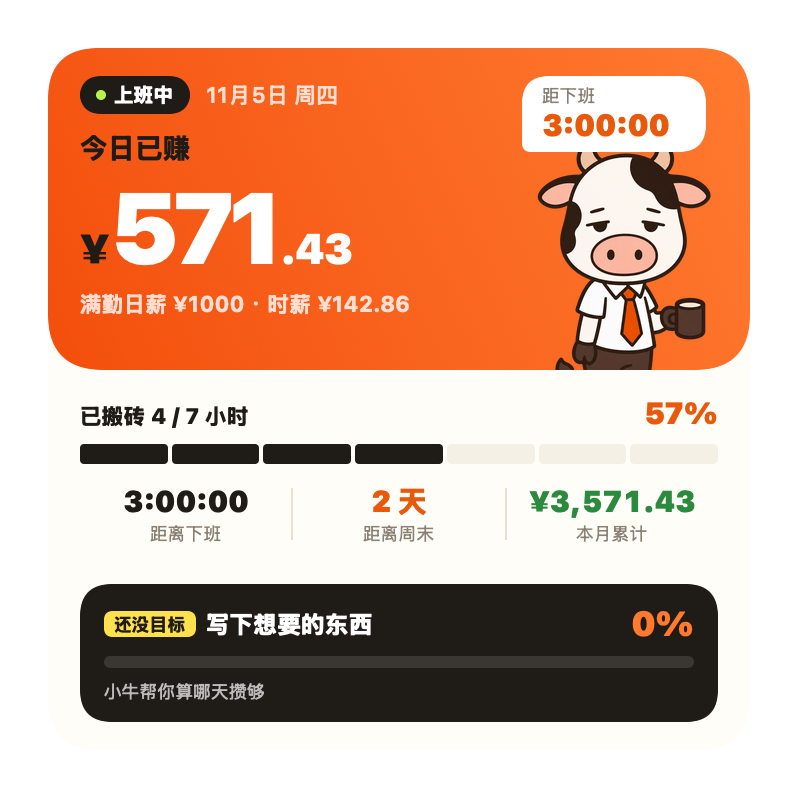 上班中 11月5日 周四
距下班
3:00:00
今日已赚
¥571.43
满勤日薪 ¥1000 · 时薪 ¥142.86
已搬砖 4 / 7 小时 57%
3:00:00 2 天 ¥3,571.43
距离下班 距离周末 本月累计
还没目标 写下想要的东西 0%
小牛帮你算哪天攒够